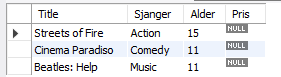 Title Sjanger Alder Pris
Streets of Fire Action 15 NULL
Cinema Paradiso Comedy 11 NULL
Beatles: Help Music 11 NULL